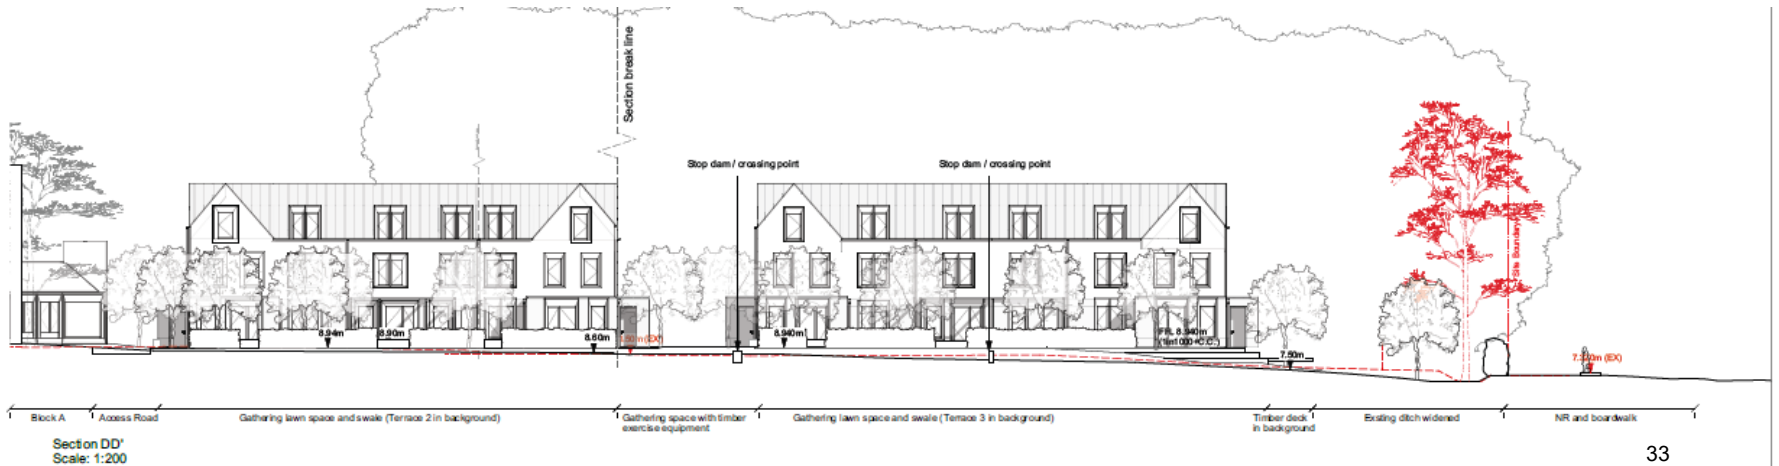 Section break line
Stop dam / crossing point
Stop dam / crossing point
Site Boundary
8.94m
8.90m
8.60m
(EX)
8.940m
FFL 8.940m
(1in1000+C.C.)
7.50m
(EX)
Block A
Access Road
Gathering lawn space and swale (Terrace 2 in background)
Gathering space with timber
exercise equipment
Gathering lawn space and swale (Terrace 3 in background)
Timber deck
in background
Existing ditch widened
NR and boardwalk
Section DD'
Scale: 1:200
33